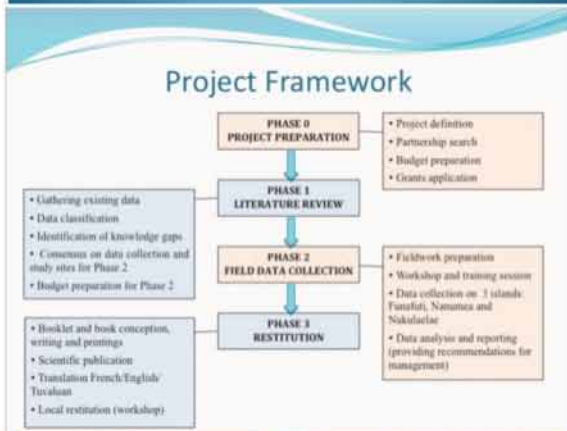 Project Framework
PHASE 0
PROJECT PREPARATION
• Project definition
• Partnership search
• Budget preparation
• Grants application
PHASE 1
LITERATURE REVIEW
• Gathering existing data
• Data classification
• Identification of knowledge gaps
• Consensus on data collection and
study sites for Phase 2
• Budget preparation for Phase 2
PHASE 2
FIELD DATA COLLECTION
• Fieldwork preparation
• Workshop and training session
• Data collection on 3 islands:
Funafuti, Nanumea and
Nukulaelae
• Data analysis and reporting
(providing recommendations for
management)
PHASE 3
RESTITUTION
• Booklet and book conception,
writing and printings
• Scientific publication
• Translation French/English/
Tuvaluan
• Local restitution (workshop)